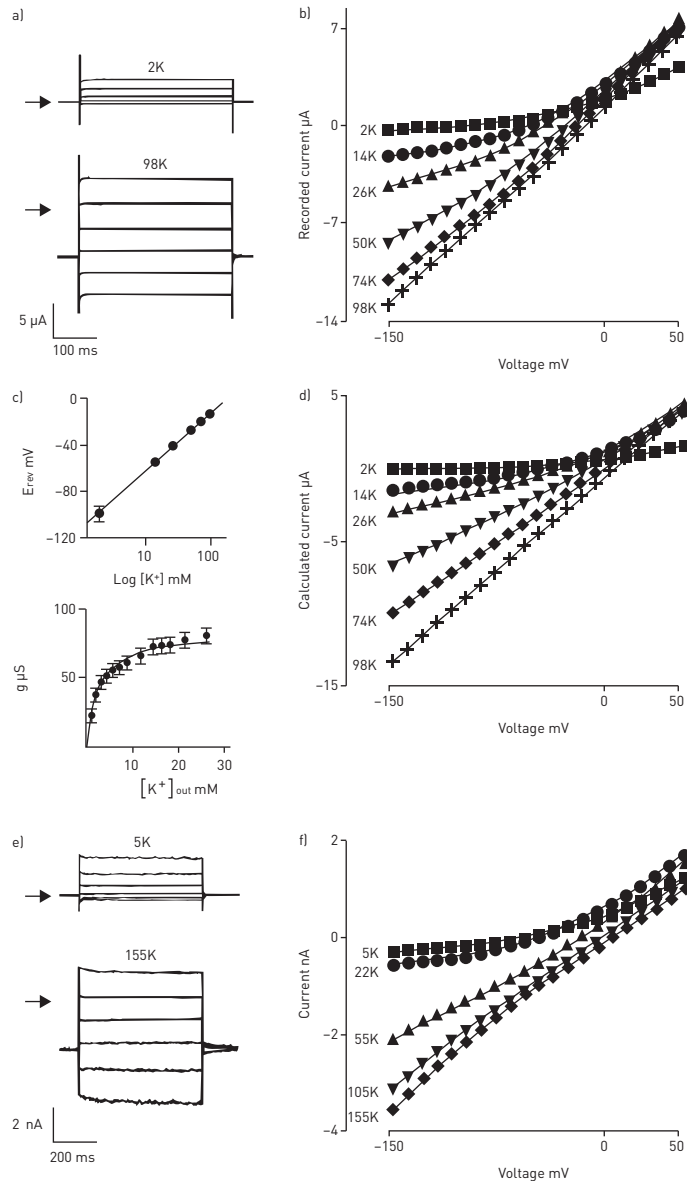 a)
2K
98K
5 µA
100 ms
b)
7
0
−7
−14
Recorded current µA
2K
14K
26K
50K
74K
98K
−150
0
50
Voltage mV
c)
0
−40
−80
−120
Erev mV
10
100
Log [K+] mM
100
50
g µS
10
20
30
[K+]out mM
d)
5
−5
−15
Calculated current µA
2K
14K
26K
50K
74K
98K
−150
0
50
Voltage mV
e)
5K
155K
2 nA
200 ms
f)
2
0
−2
−4
Current nA
5K
22K
55K
105K
155K
−150
0
50
Voltage mV